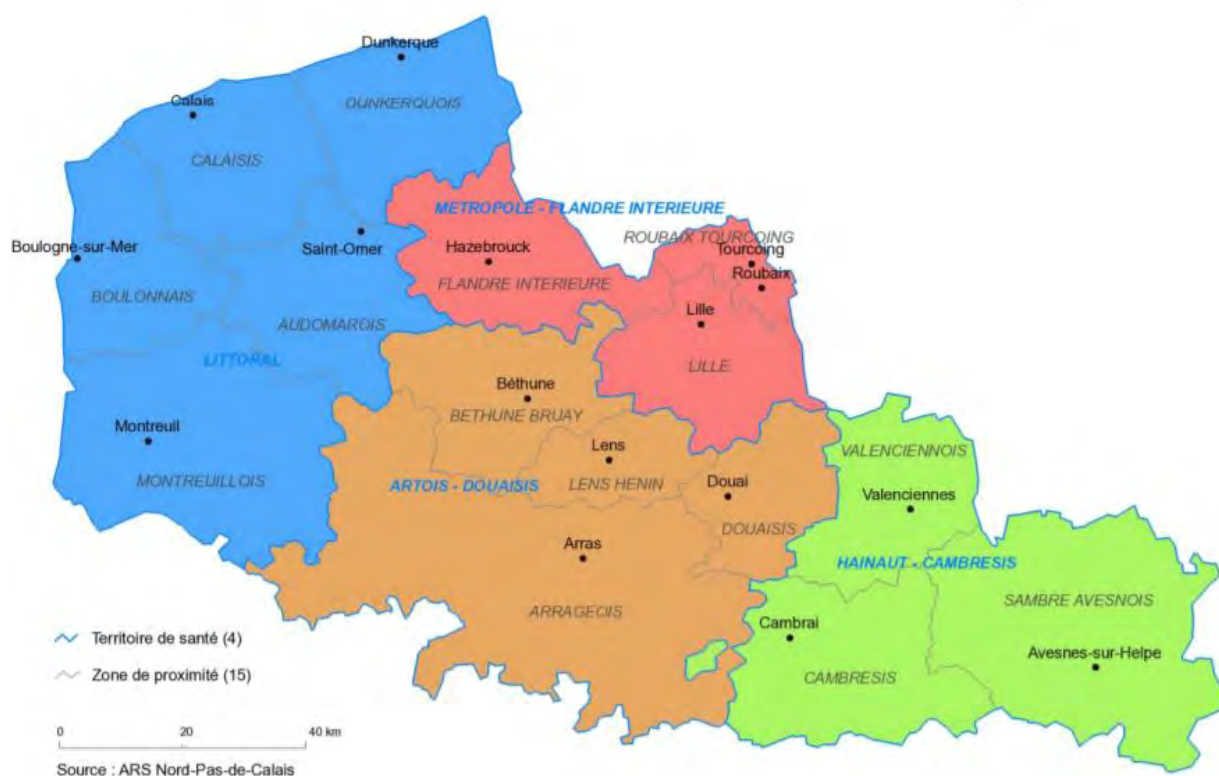 Dunkerque
DUNKERQUOIS
Calais
CALAISIS
METROPOLE - FLANDRE INTERIEURE
Saint-Omer
Boulogne-sur-Mer
Hazebrouck
ROUBAIX TOURCOING
Tourcoing
Roubaix
FLANDRE INTERIEURE
BOULONNAIS
Lille
AUDOMAROIS
LITTORAL
LILLE
Béthune
BETHUNE BRUAY
Montreuil
Lens
VALENCIENNOIS
MONTREUILLOIS
ARTOIS - DOUAISIS
LENS HENIN
Douai
Valenciennes
DOUAISIS
Arras
HAINAUT - CAMBRESIS
ARRAGEOIS
SAMBRE AVESNOIS
Cambrai
Avesnes-sur-Helpe
CAMBRESIS
Territoire de santé (4)
Zone de proximité (15)
0 20 40 km
Source : ARS Nord-Pas-de-Calais